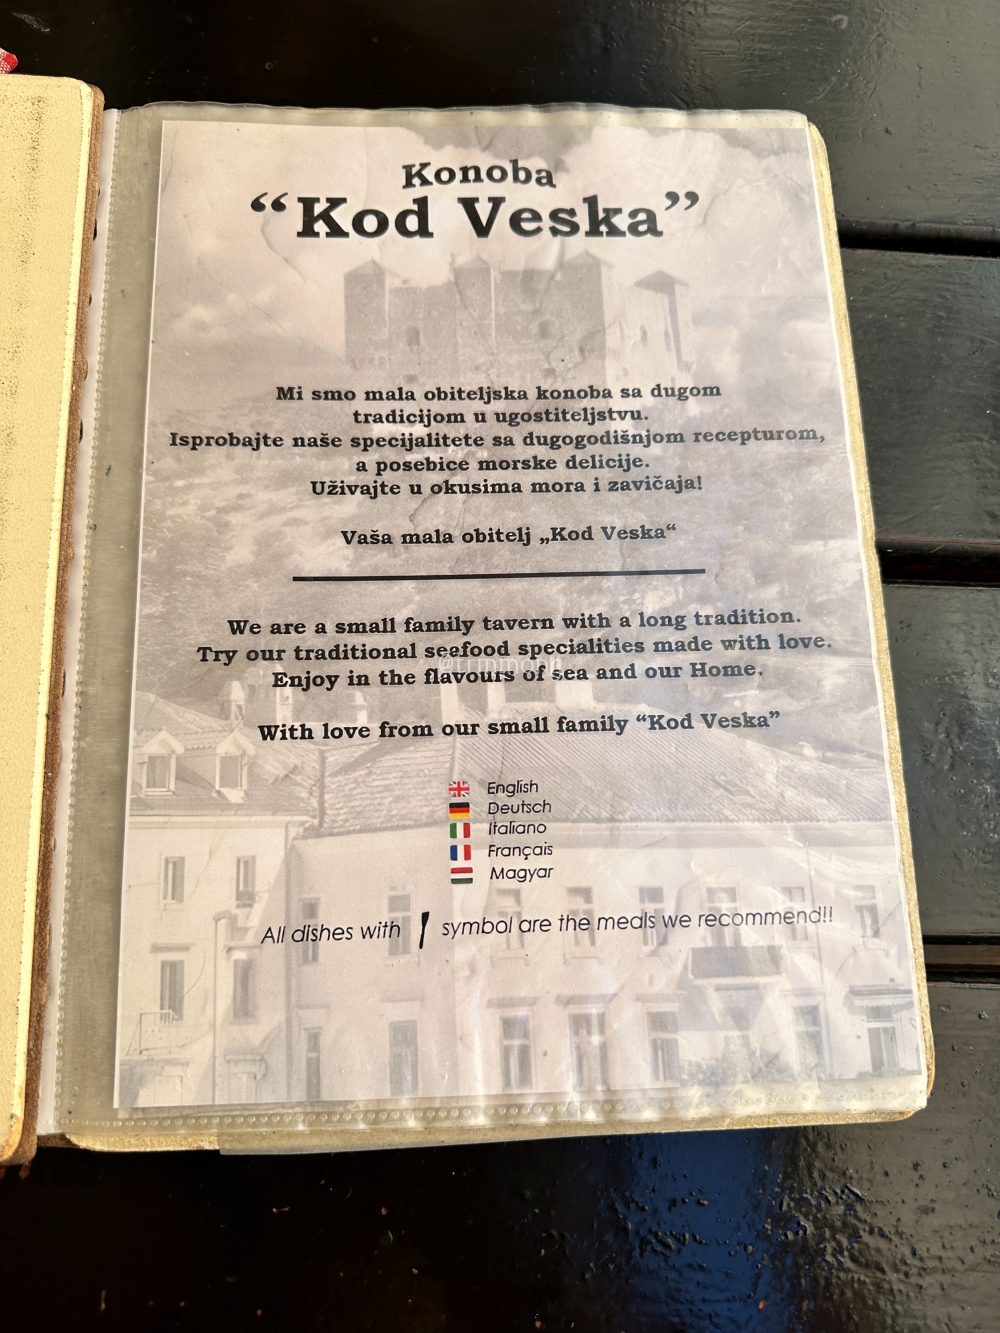 Konoba
“Kod Veska”
Mi smo mala obiteljska konoba sa dugom
tradicijom u ugostiteljstvu.
Isprobajte naše specijalitete sa dugogodišnjom recepturom,
a posebice morske delicije.
Uživajte u okusima mora i zavičaja!
Vaša mala obitelj „Kod Veska“
We are a small family tavern with a long tradition.
Try our traditional seafood specialities made with love.
Enjoy in the flavours of sea and our Home.
With love from our small family “Kod Veska”
English
Deutsch
Italiano
Français
Magyar
All dishes with symbol are the meals we recommend!!